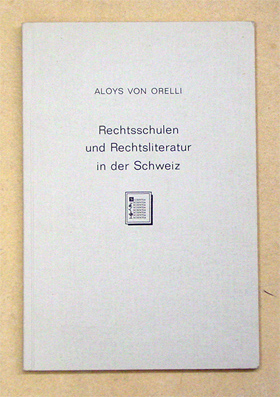 ALOYS VON ORELLI
Rechtsschulen
und Rechtsliteratur
in der Schweiz